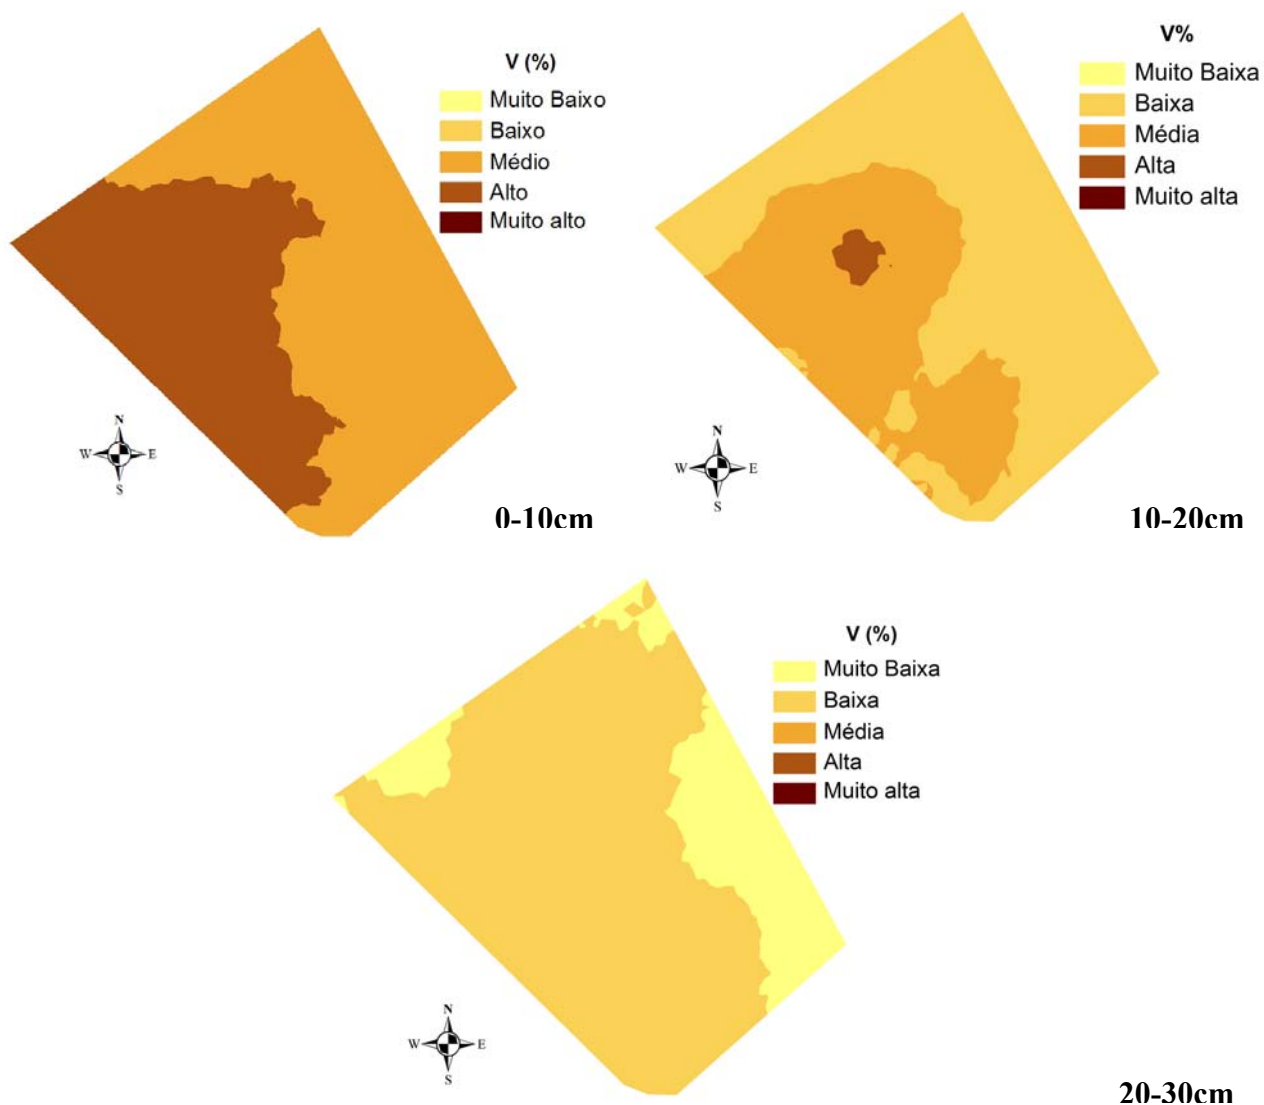 V (%)
Muito Baixo
Baixo
Médio
Alto
Muito alto
N
W E
S
0-10cm
V%
Muito Baixa
Baixa
Média
Alta
Muito alta
N
W E
S
10-20cm
V (%)
Muito Baixa
Baixa
Média
Alta
Muito alta
N
W E
S
20-30cm